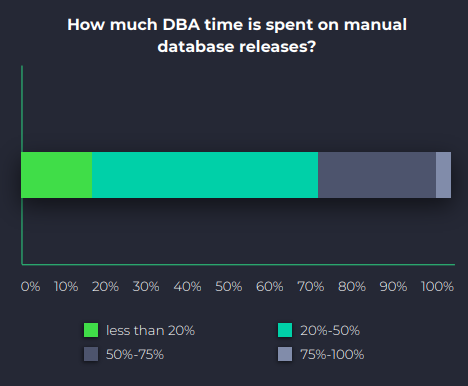 How much DBA time is spent on manual
database releases?
0% 10% 20% 30% 40% 50% 60% 70% 80% 90% 100%
less than 20% 20%-50%
50%-75% 75%-100%